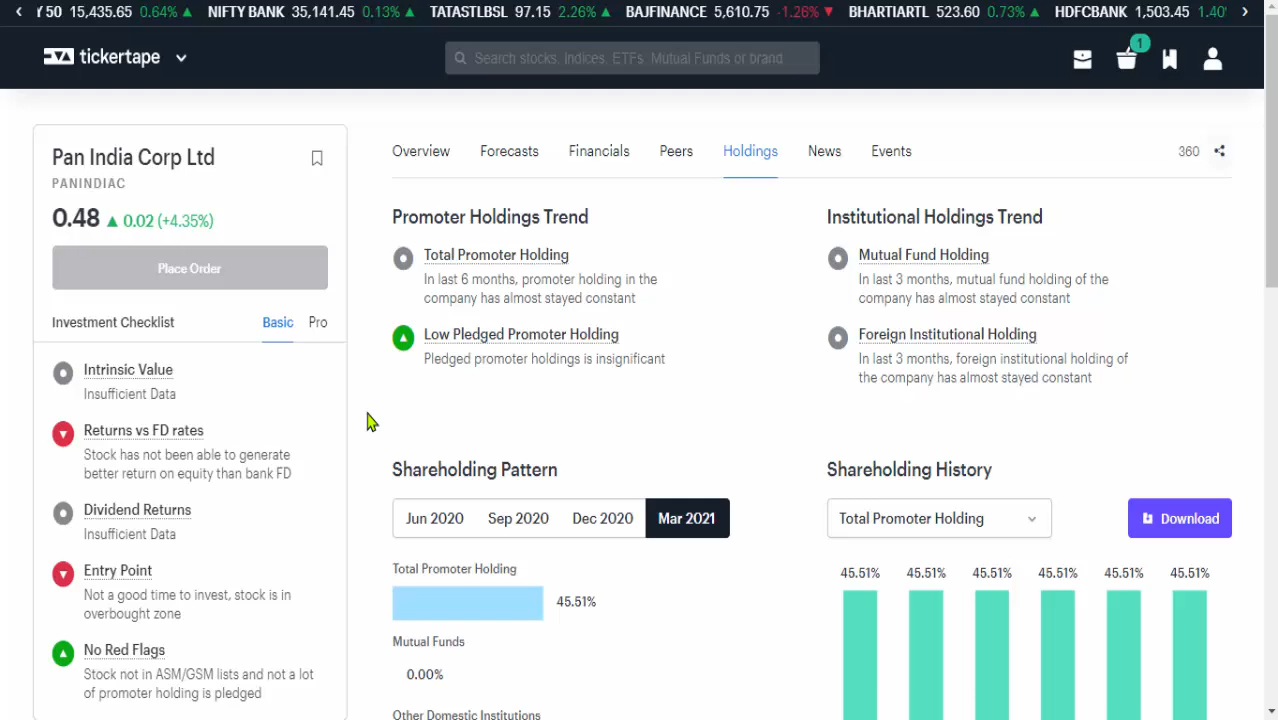 Y 50 15,435.65 0.64% NIFTY BANK 35,141.45 0.13% TATASTLBSL 97.15 2.26% BAJFINANCE 5,610.75 -1.26% BHARTIARTL 523.60 0.73% HDFCBANK 1,503.45 1.40
tickertape
Search stocks, Indices, ETFs, Mutual Funds or brand
1
Pan India Corp Ltd
PANINDIAC
0.48 0.02 (+4.35%)
Place Order
Investment Checklist Basic Pro
Intrinsic Value
Insufficient Data
Returns vs FD rates
Stock has not been able to generate
better return on equity than bank FD
Dividend Returns
Insufficient Data
Entry Point
Not a good time to invest, stock is in
overbought zone
No Red Flags
Stock not in ASM/GSM lists and not a lot
of promoter holding is pledged
Overview Forecasts Financials Peers Holdings News Events 360
Promoter Holdings Trend
Total Promoter Holding
In last 6 months, promoter holding in the
company has almost stayed constant
Low Pledged Promoter Holding
Pledged promoter holdings is insignificant
Institutional Holdings Trend
Mutual Fund Holding
In last 3 months, mutual fund holding of the
company has almost stayed constant
Foreign Institutional Holding
In last 3 months, foreign institutional holding of
the company has almost stayed constant
Shareholding Pattern
Jun 2020 Sep 2020 Dec 2020 Mar 2021
Total Promoter Holding
45.51%
Mutual Funds
0.00%
Other Domestic Institutions
Shareholding History
Total Promoter Holding
Download
45.51% 45.51% 45.51% 45.51% 45.51% 45.51%